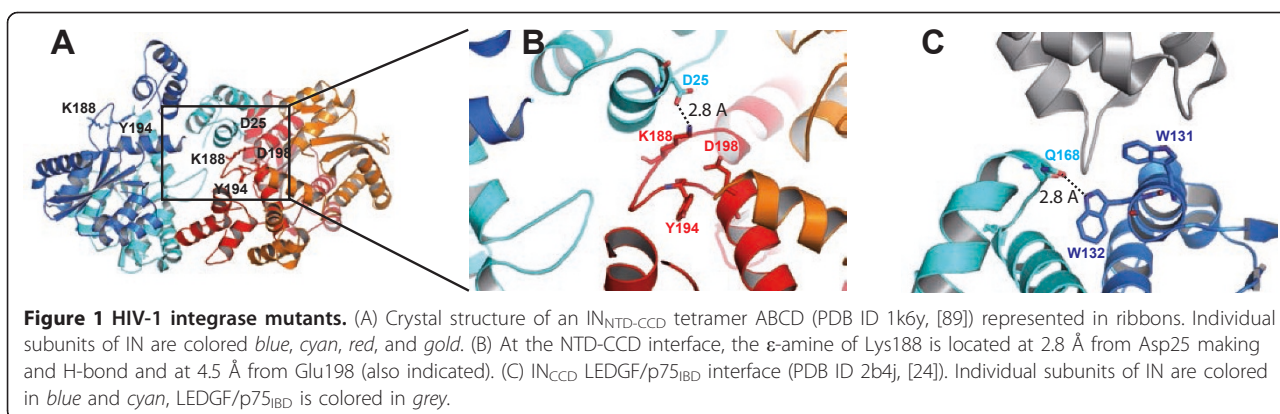 A
K188
Y194
D25
K188
D198
Y194
B
D25
2.8 A
K188
D198
Y194
C
W131
Q168
2.8 A
W132
Figure 1 HIV-1 integrase mutants. (A) Crystal structure of an IN NTD-CCD tetramer ABCD (PDB ID 1k6y, [89]) represented in ribbons. Individual
subunits of IN are colored blue, cyan, red, and gold. (B) At the NTD-CCD interface, the ε-amine of Lys188 is located at 2.8 Å from Asp25 making
and H-bond and at 4.5 Å from Glu198 (also indicated). (C) IN CCD LEDGF/p75 IBD interface (PDB ID 2b4j, [24]). Individual subunits of IN are colored
in blue and cyan, LEDGF/p75 IBD is colored in grey.